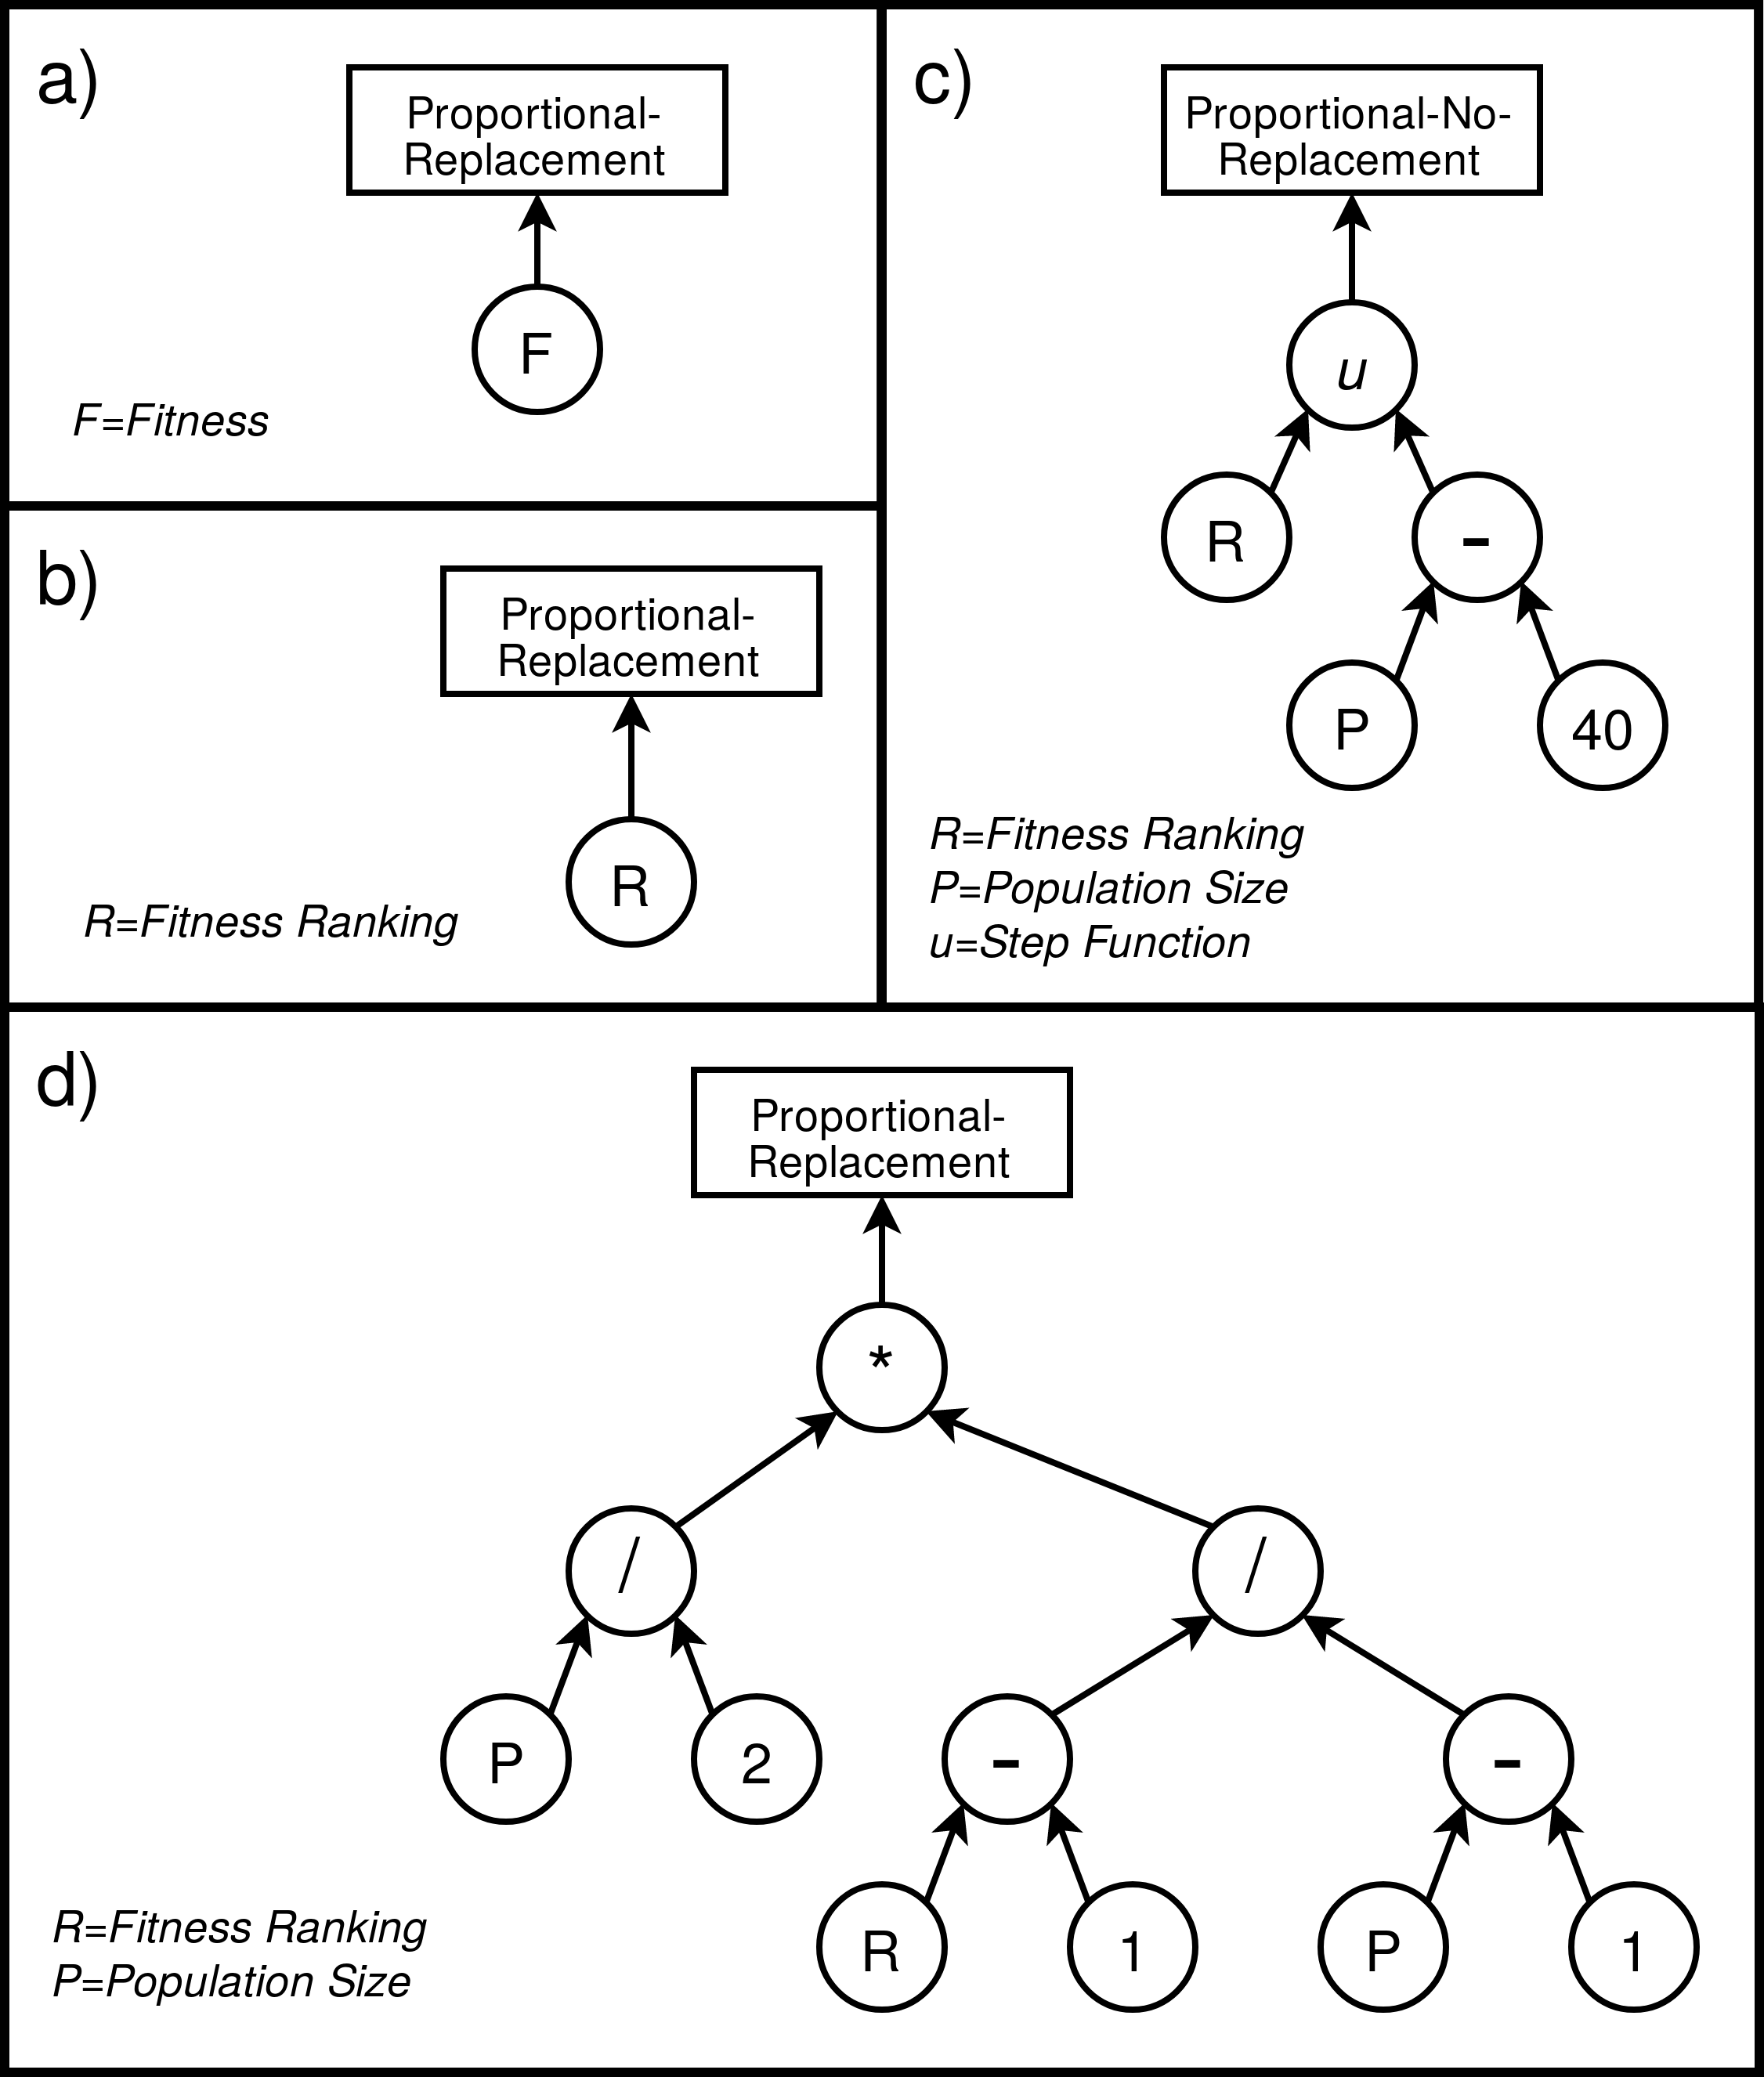 a)
Proportional-
Replacement
F
F=Fitness
b)
Proportional-
Replacement
R
R=Fitness Ranking
c)
Proportional-No-
Replacement
u
R
-
P
40
R=Fitness Ranking
P=Population Size
u=Step Function
d)
Proportional-
Replacement
*
/
/
P
2
-
-
R
1
P
1
R=Fitness Ranking
P=Population Size